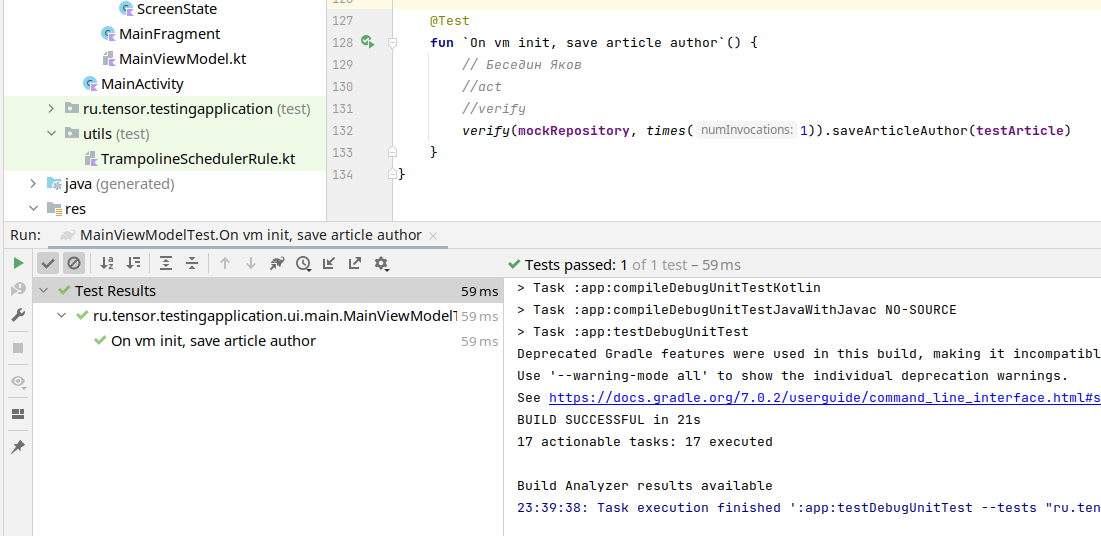 ScreenState
MainFragment
MainViewModel.kt
MainActivity
ru.tensor.testingapplication (test)
utils (test)
TrampolineSchedulerRule.kt
java (generated)
res
127 @Test
128 fun `On vm init, save article author`() {
129 // Беседин Яков
130 //act
131 //verify
132 verify(mockRepository, times( numInvocations: 1)).saveArticleAuthor(testArticle)
133 }
134 }
Run: MainViewModelTest.On vm init, save article author
Tests passed: 1 of 1 test – 59 ms
Test Results 59 ms
ru.tensor.testingapplication.ui.main.MainViewModelT 59 ms
On vm init, save article author 59 ms
> Task :app:compileDebugUnitTestKotlin
> Task :app:compileDebugUnitTestJavaWithJavac NO-SOURCE
> Task :app:testDebugUnitTest
Deprecated Gradle features were used in this build, making it incompatibl
Use '--warning-mode all' to show the individual deprecation warnings.
See https://docs.gradle.org/7.0.2/userguide/command_line_interface.html#s
BUILD SUCCESSFUL in 21s
17 actionable tasks: 17 executed
Build Analyzer results available
23:39:38: Task execution finished ':app:testDebugUnitTest --tests "ru.ten